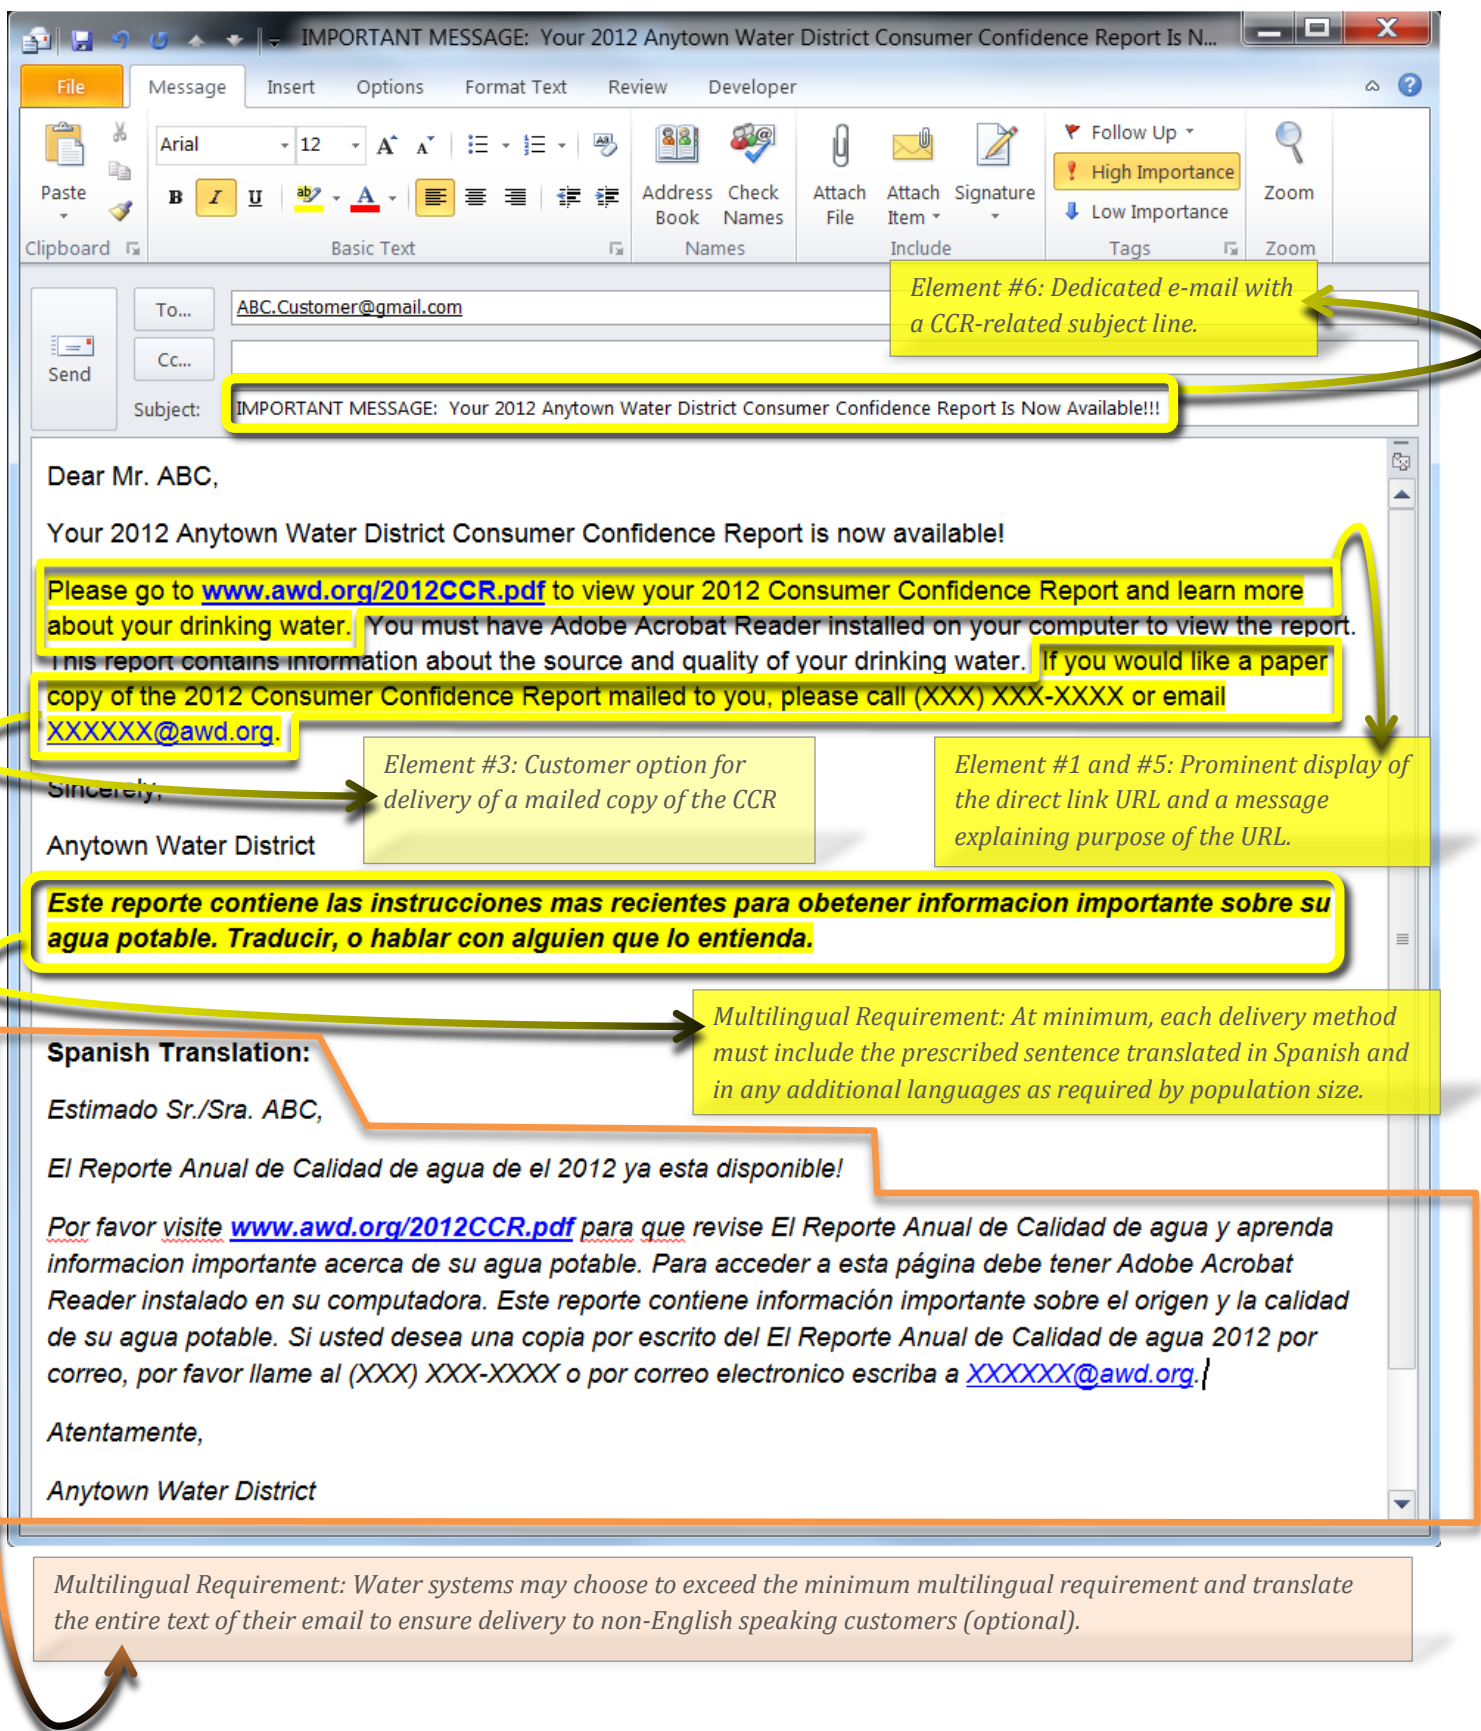 IMPORTANT MESSAGE: Your 2012 Anytown Water District Consumer Confidence Report Is N...
File Message Insert Options Format Text Review Developer
Arial 12
Follow Up
High Importance
Low Importance
Paste
B I U
Address Book
Check Names
Attach File
Attach Item
Signature
Zoom
Clipboard Basic Text Names Include Tags Zoom
Element #6: Dedicated e-mail with
a CCR-related subject line.
To... ABC.Customer@gmail.com
Cc...
Send
Subject: IMPORTANT MESSAGE: Your 2012 Anytown Water District Consumer Confidence Report Is Now Available!!!
Dear Mr. ABC,
Your 2012 Anytown Water District Consumer Confidence Report is now available!
Please go to www.awd.org/2012CCR.pdf to view your 2012 Consumer Confidence Report and learn more
about your drinking water. You must have Adobe Acrobat Reader installed on your computer to view the report.
This report contains information about the source and quality of your drinking water. If you would like a paper
copy of the 2012 Consumer Confidence Report mailed to you, please call (XXX) XXX-XXXX or email
XXXXXX@awd.org.
Element #3: Customer option for
delivery of a mailed copy of the CCR
Element #1 and #5: Prominent display of
the direct link URL and a message
explaining purpose of the URL.
Sincerely,
Anytown Water District
Este reporte contiene las instrucciones mas recientes para obetener informacion importante sobre su
agua potable. Traducir, o hablar con alguien que lo entienda.
Multilingual Requirement: At minimum, each delivery method
must include the prescribed sentence translated in Spanish and
in any additional languages as required by population size.
Spanish Translation:
Estimado Sr./Sra. ABC,
El Reporte Anual de Calidad de agua de el 2012 ya esta disponible!
Por favor visite www.awd.org/2012CCR.pdf para que revise El Reporte Anual de Calidad de agua y aprenda
informacion importante acerca de su agua potable. Para acceder a esta página debe tener Adobe Acrobat
Reader instalado en su computadora. Este reporte contiene información importante sobre el origen y la calidad
de su agua potable. Si usted desea una copia por escrito del El Reporte Anual de Calidad de agua 2012 por
correo, por favor llame al (XXX) XXX-XXXX o por correo electronico escriba a XXXXXX@awd.org.
Atentamente,
Anytown Water District
Multilingual Requirement: Water systems may choose to exceed the minimum multilingual requirement and translate
the entire text of their email to ensure delivery to non-English speaking customers (optional).